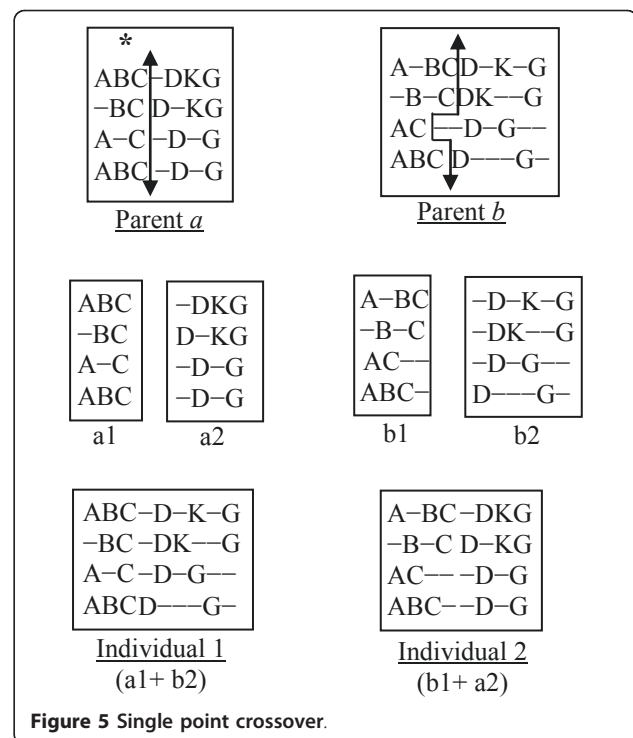 *
ABC–DKG
–BC D–KG
A–C –D–G
ABC–D–G
Parent a
A–BCD–K–G
–B–CDK––G
AC ––D–G––
ABC D–––G–
Parent b
ABC
–BC
A–C
ABC
a1
–DKG
D–KG
–D–G
–D–G
a2
A–BC
–B–C
AC––
ABC–
b1
–D–K–G
–DK––G
–D–G––
D–––G–
b2
ABC–D–K–G
–BC –DK––G
A–C –D–G––
ABCD–––G–
Individual 1
(a1+ b2)
A–BC –DKG
–B–C D–KG
AC–– –D–G
ABC– –D–G
Individual 2
(b1+ a2)
Figure 5 Single point crossover.